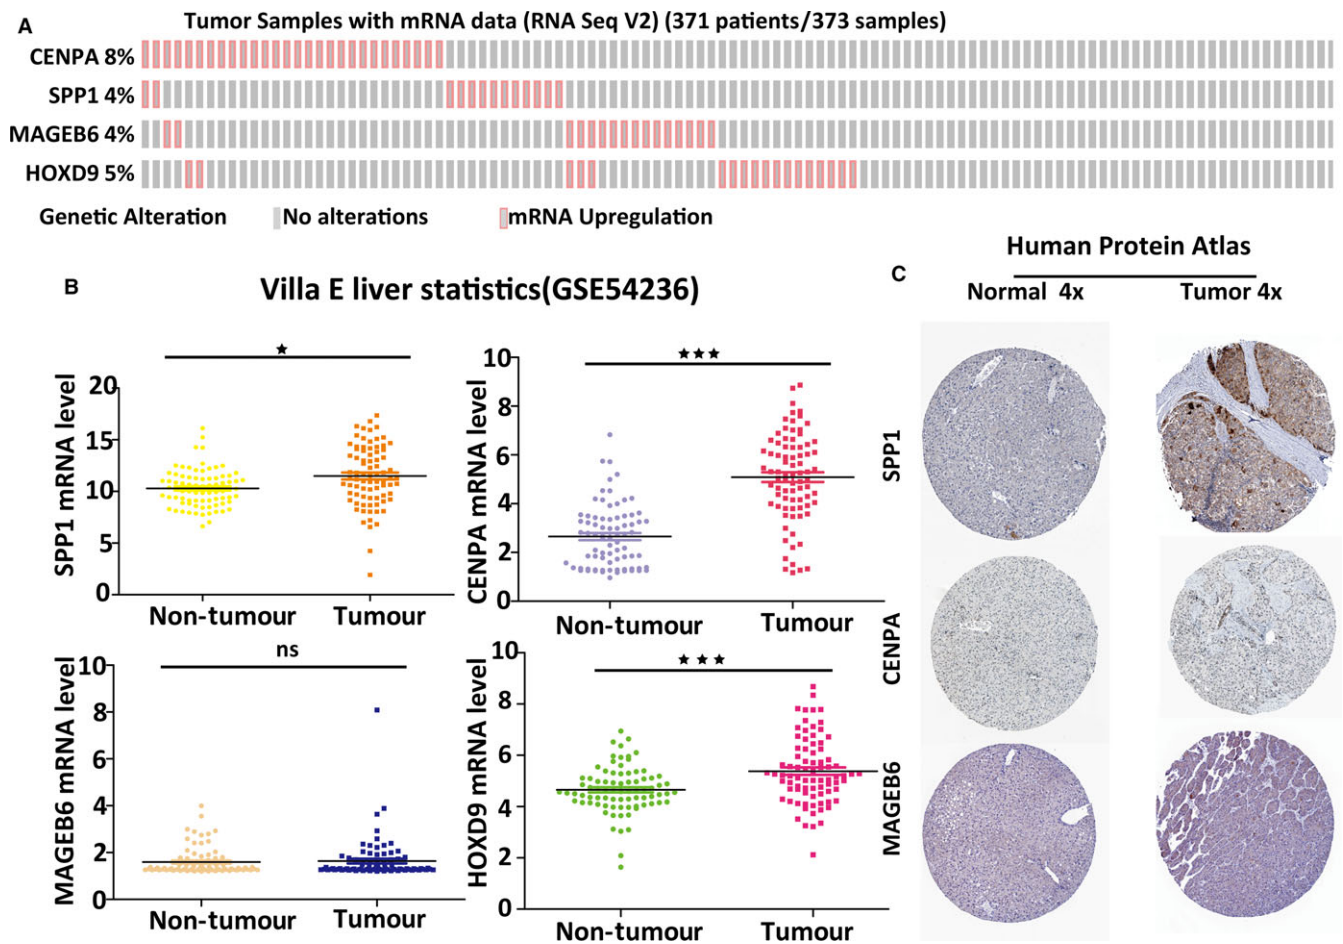 A
Tumor Samples with mRNA data (RNA Seq V2) (371 patients/373 samples)
CENPA 8%
SPP1 4%
MAGEB6 4%
HOXD9 5%
Genetic Alteration No alterations mRNA Upregulation
B
Villa E liver statistics(GSE54236)
★
SPP1 mRNA level
20
15
10
5
0
Non-tumour Tumour
★★★
CENPA mRNA level
10
8
6
4
2
0
Non-tumour Tumour
ns
MAGEB6 mRNA level
10
8
6
4
2
0
Non-tumour Tumour
★ ★ ★
HOXD9 mRNA level
10
8
6
4
2
0
Non-tumour Tumour
C
Human Protein Atlas
Normal 4x Tumor 4x
SPP1
CENPA
MAGEB6